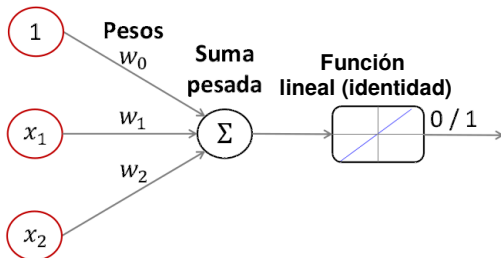 Pesos
1
w₀
Suma
pesada
Función
lineal (identidad)
x₁
w₁
Σ
0 / 1
w₂
x₂